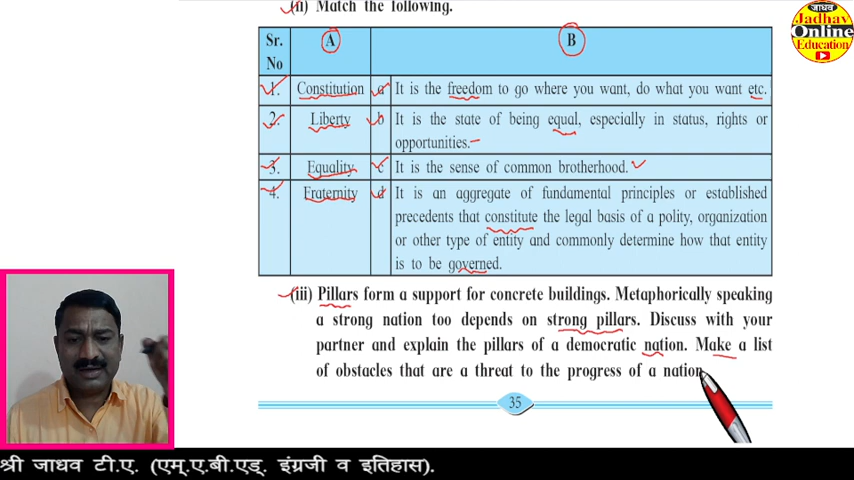 (ii) Match the following.
Sr. No
A
B
1. Constitution a It is the freedom to go where you want, do what you want etc.
2. Liberty b It is the state of being equal, especially in status, rights or
opportunities.
3. Equality c It is the sense of common brotherhood.
4. Fraternity d It is an aggregate of fundamental principles or established
precedents that constitute the legal basis of a polity, organization
or other type of entity and commonly determine how that entity
is to be governed.
(iii) Pillars form a support for concrete buildings. Metaphorically speaking
a strong nation too depends on strong pillars. Discuss with your
partner and explain the pillars of a democratic nation. Make a list
of obstacles that are a threat to the progress of a nation
35
जाधव
Jadhav
Online
Education
श्री जाधव टी.ए. (एम्.ए.बी.एड्. इंग्रजी व इतिहास).